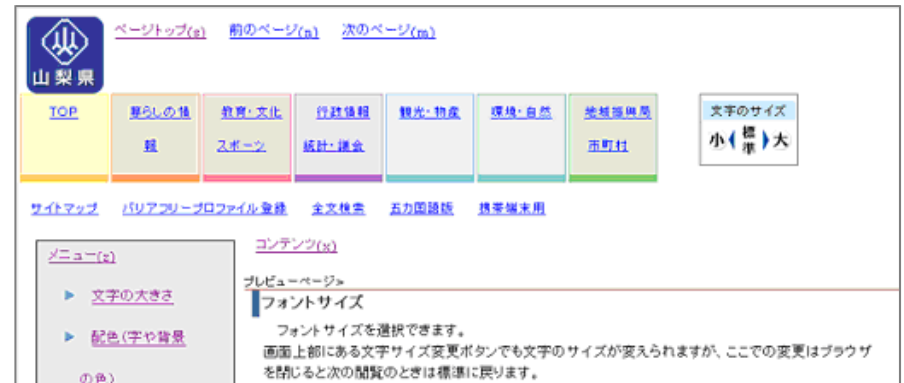 ページトップ(s) 前のページ(n) 次のページ(m)
山梨県
TOP 暮らしの情報 教育・文化 スポーツ 行政情報 統計・議会 観光・物産 環境・自然 地域振興局 市町村 文字のサイズ
小 標準 大
サイトマップ バリアフリープロファイル登録 全文検索 五カ国語版 携帯端末用
メニュー(z) コンテンツ(x)
プレビューページ>
文字の大きさ フォントサイズ
フォントサイズを選択できます。
配色(字や背景 画面上部にある文字サイズ変更ボタンでも文字のサイズが変えられますが、ここでの変更はブラウザ
の色) を閉じると次の閲覧のときは標準に戻ります。